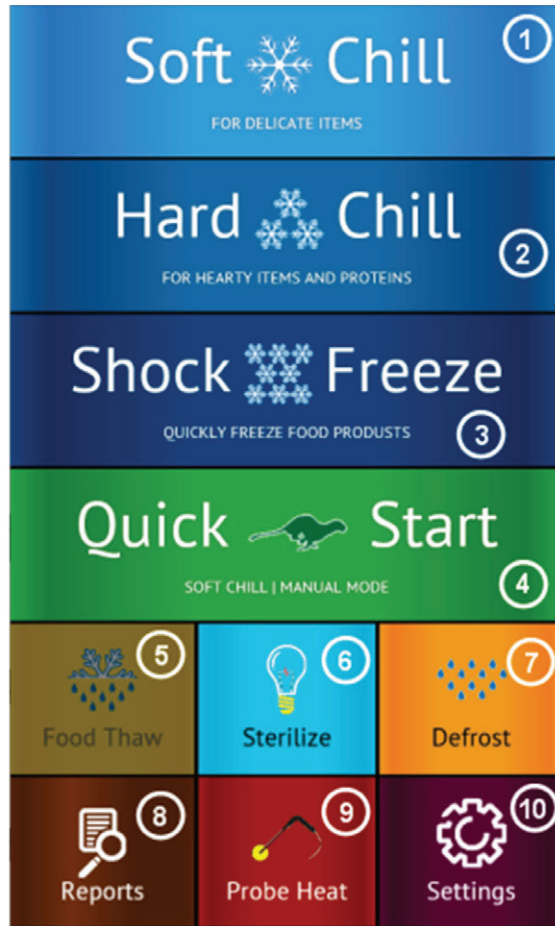 Soft Chill
1
FOR DELICATE ITEMS
Hard Chill
2
FOR HEARTY ITEMS AND PROTEINS
Shock Freeze
QUICKLY FREEZE FOOD PRODUSTS
3
Quick Start
SOFT CHILL | MANUAL MODE
4
5
Food Thaw
6
Sterilize
7
Defrost
8
Reports
9
Probe Heat
10
Settings